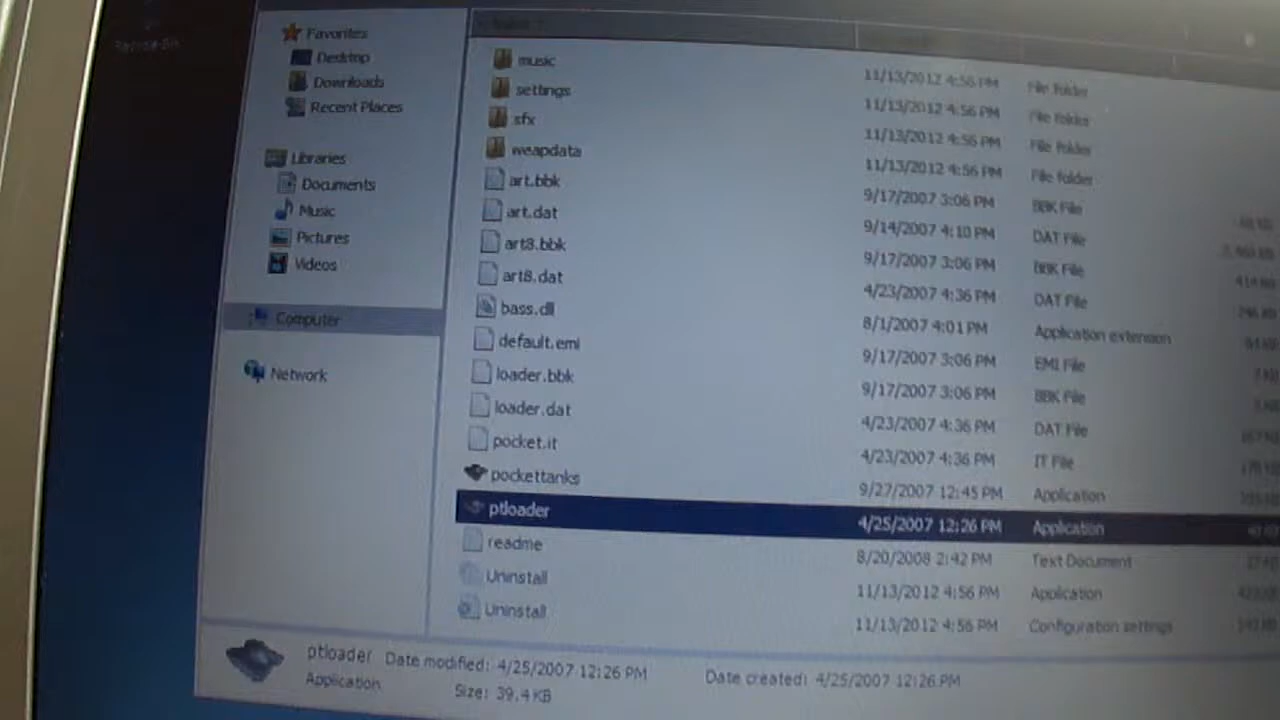 Favorites
Desktop
Downloads
Recent Places
Libraries
Documents
Music
Pictures
Videos
Computer
Network
music 11/13/2012 4:56 PM File folder
settings 11/13/2012 4:56 PM File folder
sfx 11/13/2012 4:56 PM File folder
weapdata 11/13/2012 4:56 PM File folder
art.bbk 9/17/2007 3:06 PM BBK File
art.dat 9/14/2007 4:10 PM DAT File
art8.bbk 9/17/2007 3:06 PM BBK File
art8.dat 4/23/2007 4:36 PM DAT File
bass.dll 8/1/2007 4:01 PM Application extension
default.emi 9/17/2007 3:06 PM EMI File
loader.bbk 9/17/2007 3:06 PM BBK File
loader.dat 4/23/2007 4:36 PM DAT File
pocket.it 4/23/2007 4:36 PM IT File
pockettanks 9/27/2007 12:45 PM Application
ptloader 4/25/2007 12:26 PM Application
readme 8/20/2008 2:42 PM Text Document
Uninstall 11/13/2012 4:56 PM Application
Uninstall 11/13/2012 4:56 PM Configuration settings
ptloader Date modified: 4/25/2007 12:26 PM Date created: 4/25/2007 12:26 PM
Application Size: 39.4 KB